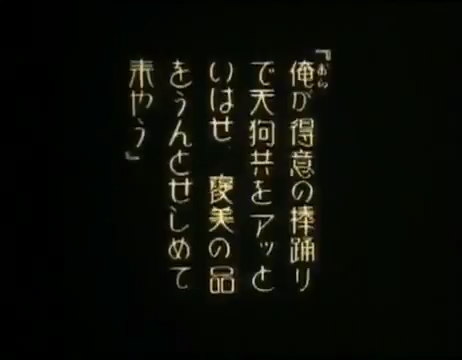 『俺が得意の捧踊り
で天狗共をアッと
いはせ、褒美の品
をうんとせしめて
来やう』